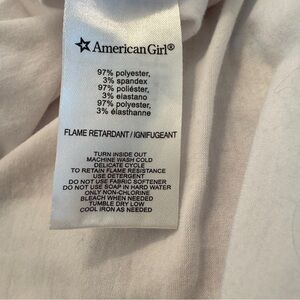 AmericanGirl®
97% polyester,
3% spandex
97% poliéster,
3% elastano
97% polyester,
3% élasthanne
FLAME RETARDANT / IGNIFUGEANT
TURN INSIDE OUT
MACHINE WASH COLD
DELICATE CYCLE
TO RETAIN FLAME RESISTANCE
USE DETERGENT
DO NOT USE FABRIC SOFTENER
DO NOT USE SOAP IN HARD WATER
ONLY NON-CHLORINE
BLEACH WHEN NEEDED
TUMBLE DRY LOW
COOL IRON AS NEEDED